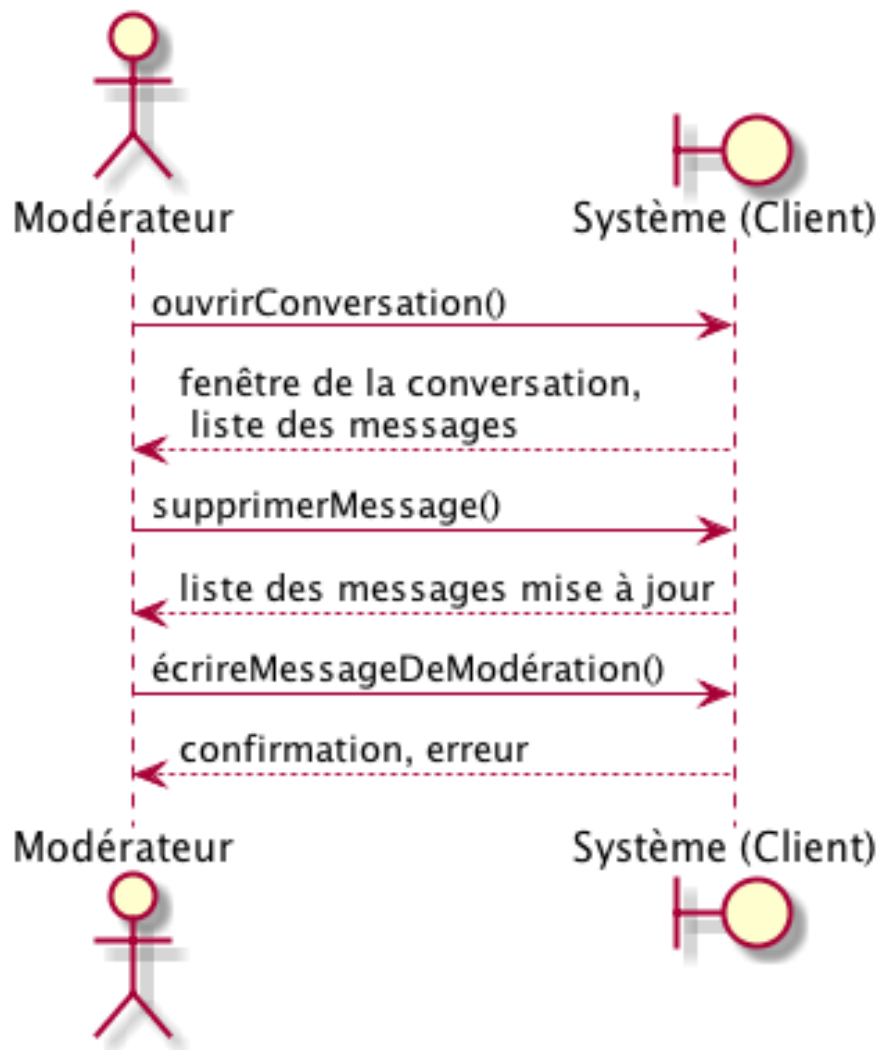 Modérateur
Système (Client)
ouvrirConversation()
fenêtre de la conversation,
liste des messages
supprimerMessage()
liste des messages mise à jour
écrireMessageDeModération()
confirmation, erreur
Modérateur
Système (Client)